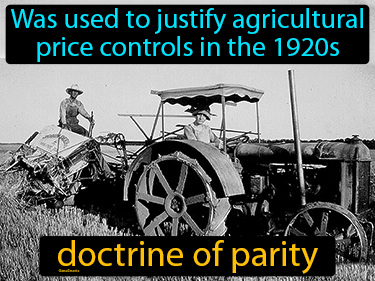 Was used to justify agricultural
price controls in the 1920s
doctrine of parity